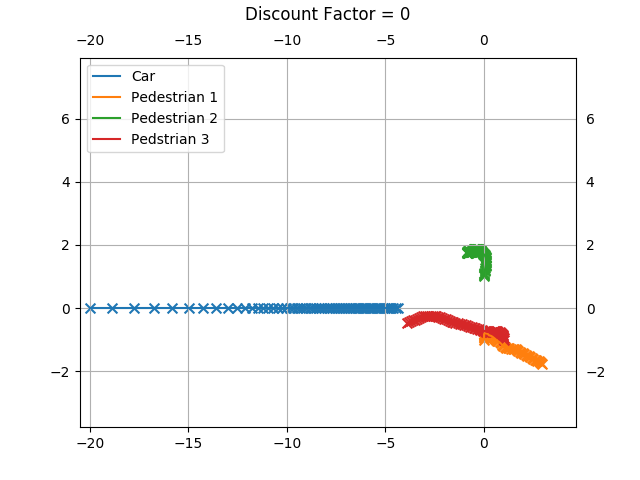 Discount Factor = 0
−20 −15 −10 −5 0
Car
Pedestrian 1
Pedestrian 2
Pedstrian 3
6 6
4 4
2 2
0 0
−2 −2
−20 −15 −10 −5 0